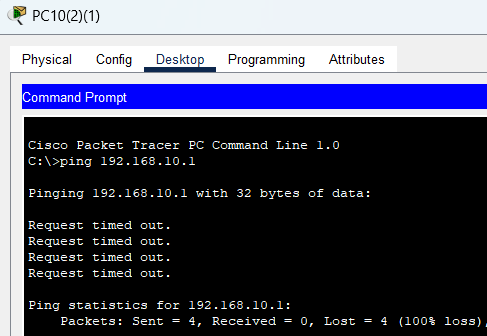 PC10(2)(1)
Physical Config Desktop Programming Attributes
Command Prompt
Cisco Packet Tracer PC Command Line 1.0
C:\>ping 192.168.10.1
Pinging 192.168.10.1 with 32 bytes of data:
Request timed out.
Request timed out.
Request timed out.
Request timed out.
Ping statistics for 192.168.10.1:
Packets: Sent = 4, Received = 0, Lost = 4 (100% loss),